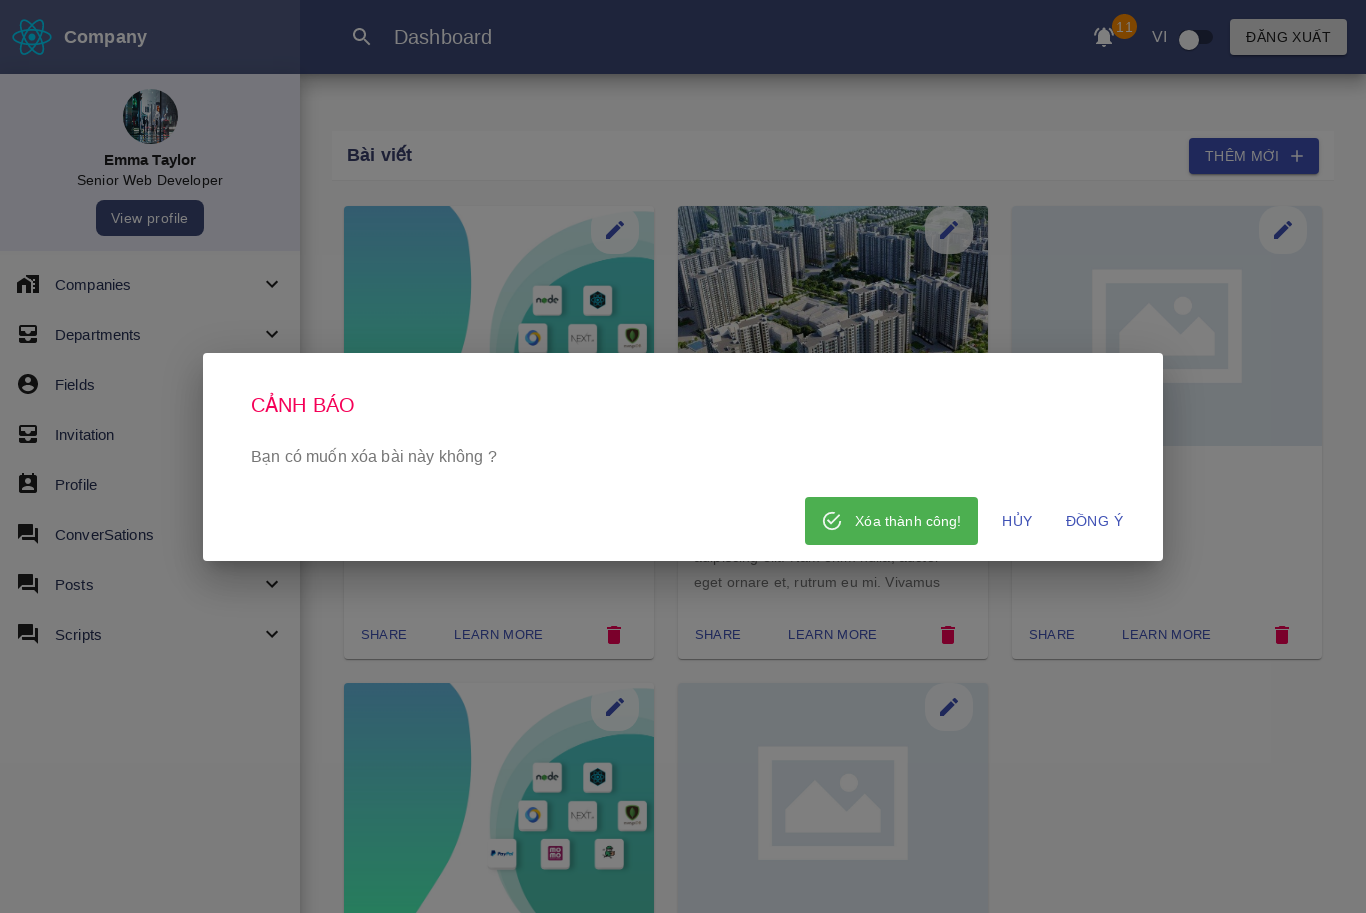 Company
Dashboard
11
VI
ĐĂNG XUẤT
Emma Taylor
Senior Web Developer
View profile
Bài viết
THÊM MỚI
Companies
Departments
Fields
Invitation
Profile
ConverSations
Posts
Scripts
node
NEXT
CẢNH BÁO
Bạn có muốn xóa bài này không ?
Xóa thành công!
HỦY
ĐỒNG Ý
eget ornare et, rutrum eu mi. Vivamus
SHARE
LEARN MORE
SHARE
LEARN MORE
SHARE
LEARN MORE
node
NEXT
PayPal